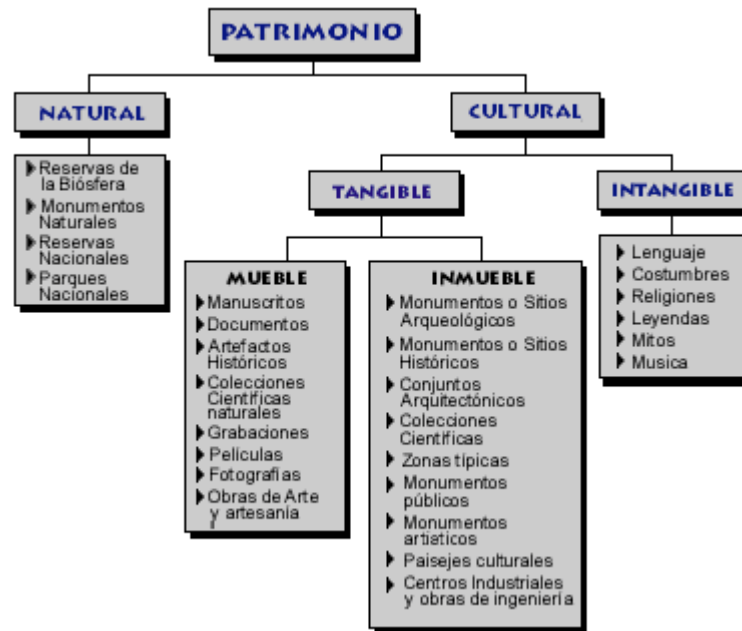 PATRIMONIO
NATURAL
CULTURAL
Reservas de
la Biósfera
Monumentos
Naturales
Reservas
Nacionales
Parques
Nacionales
TANGIBLE
INTANGIBLE
MUEBLE
Manuscritos
Documentos
Artefactos
Históricos
Colecciones
Científicas
naturales
Grabaciones
Películas
Fotografías
Obras de Arte
y artesanía
INMUEBLE
Monumentos o Sitios
Arqueológicos
Monumentos o Sitios
Históricos
Conjuntos
Arquitectónicos
Colecciones
Científicas
Zonas típicas
Monumentos
públicos
Monumentos
artiaticos
Paisejes culturales
Centros Industriales
y obras de ingeniería
Lenguaje
Costumbres
Religiones
Leyendas
Mitos
Musica